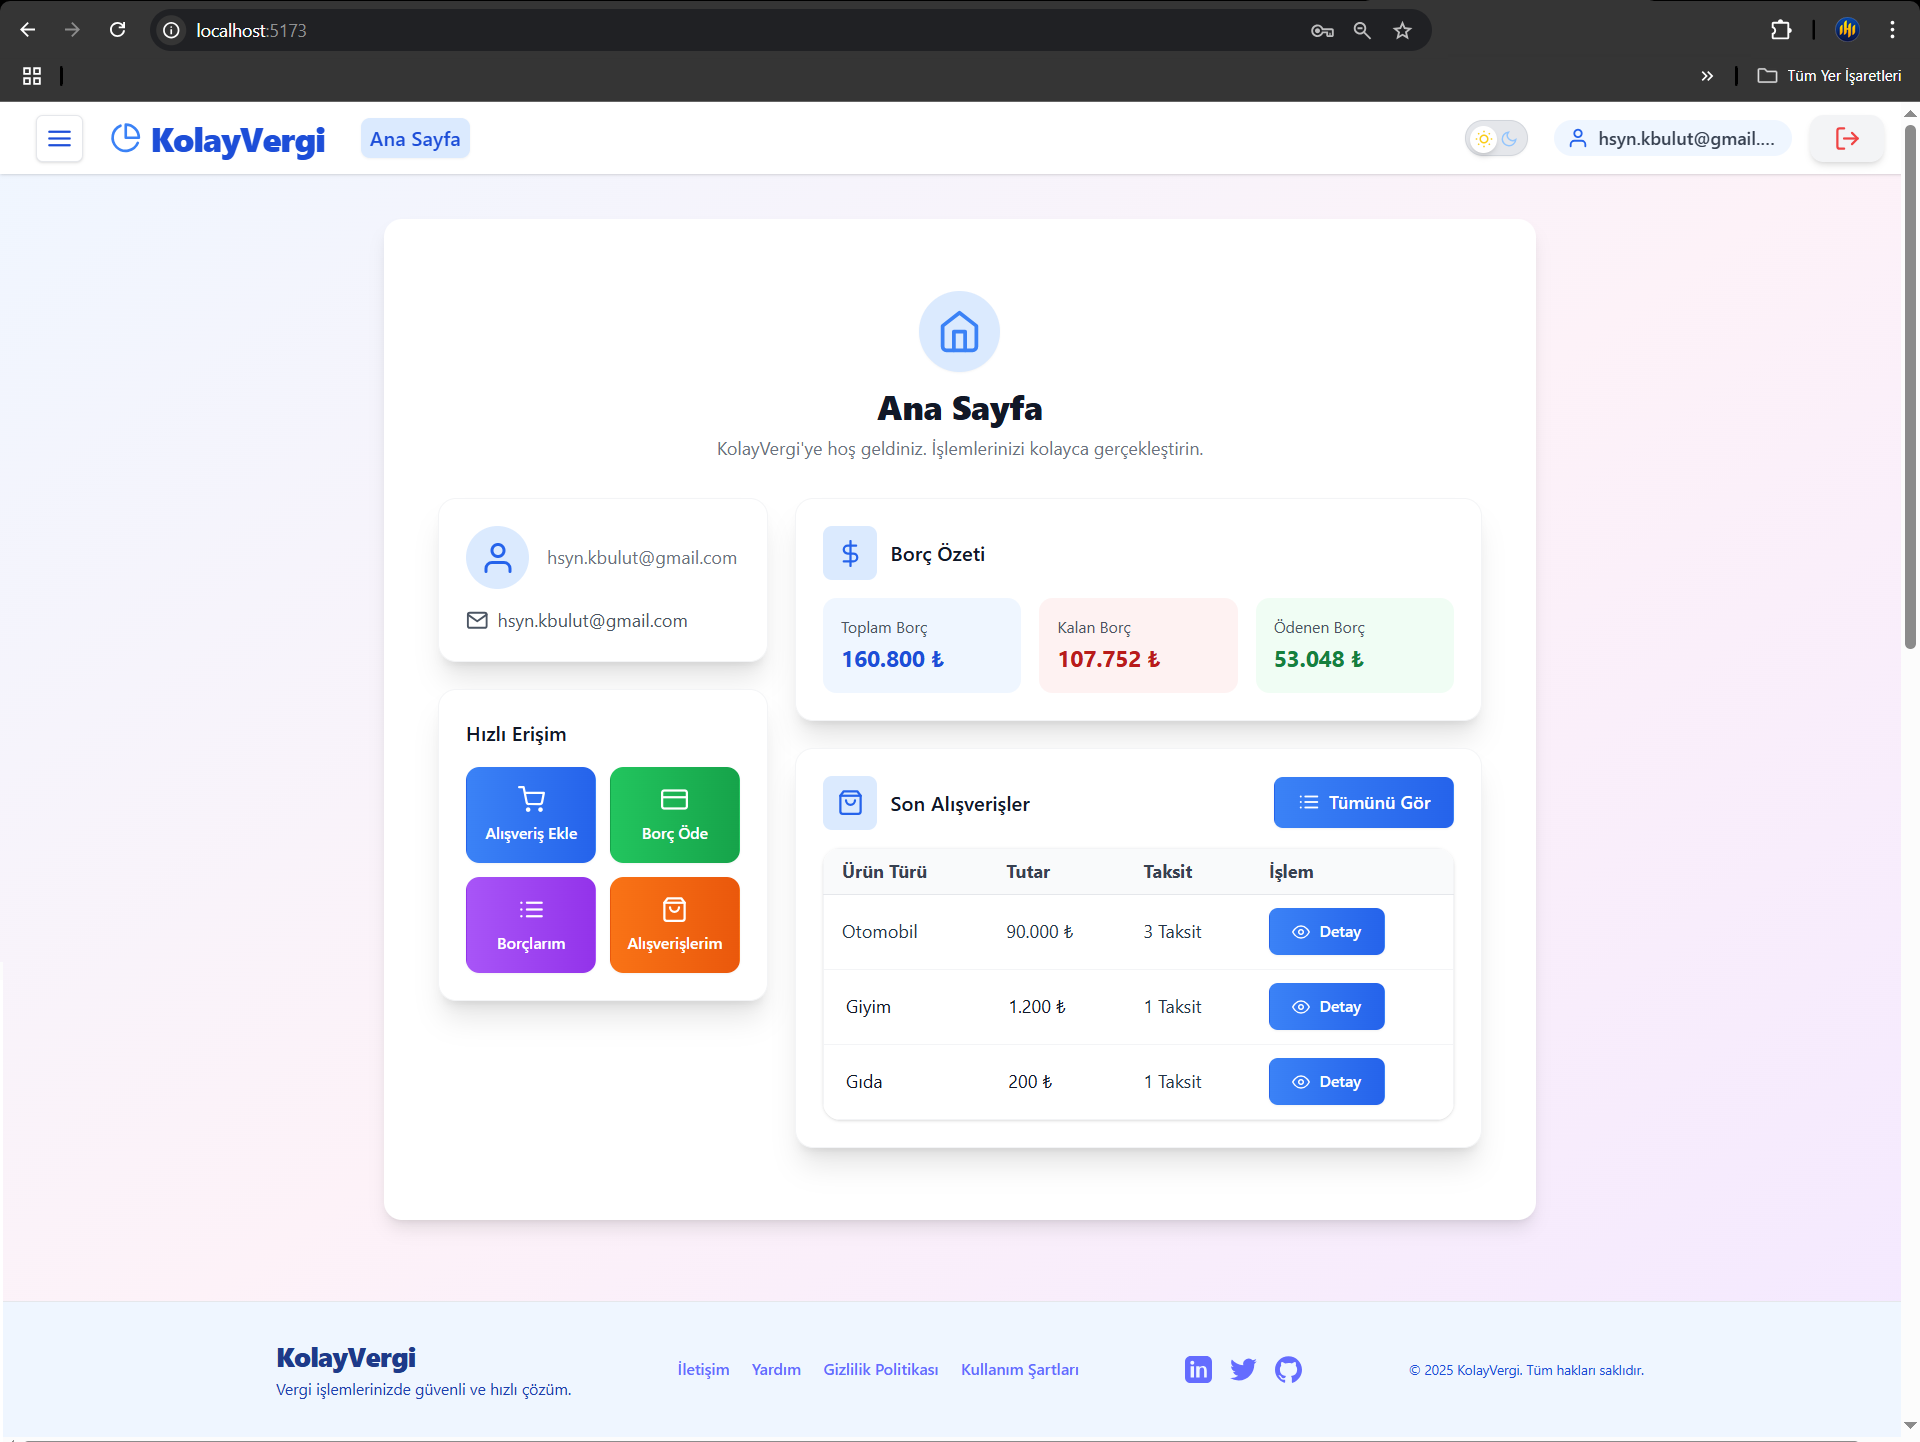 localhost:5173
Tüm Yer İşaretleri
KolayVergi
Ana Sayfa
hsyn.kbulut@gmail....
Ana Sayfa
KolayVergi'ye hoş geldiniz. İşlemlerinizi kolayca gerçekleştirin.
hsyn.kbulut@gmail.com
hsyn.kbulut@gmail.com
Hızlı Erişim
Alışveriş Ekle
Borç Öde
Borçlarım
Alışverişlerim
Borç Özeti
Toplam Borç
160.800 ₺
Kalan Borç
107.752 ₺
Ödenen Borç
53.048 ₺
Son Alışverişler
Tümünü Gör
Ürün Türü Tutar Taksit İşlem
Otomobil 90.000 ₺ 3 Taksit Detay
Giyim 1.200 ₺ 1 Taksit Detay
Gıda 200 ₺ 1 Taksit Detay
KolayVergi
Vergi işlemlerinizde güvenli ve hızlı çözüm.
İletişim Yardım Gizlilik Politikası Kullanım Şartları
© 2025 KolayVergi. Tüm hakları saklıdır.